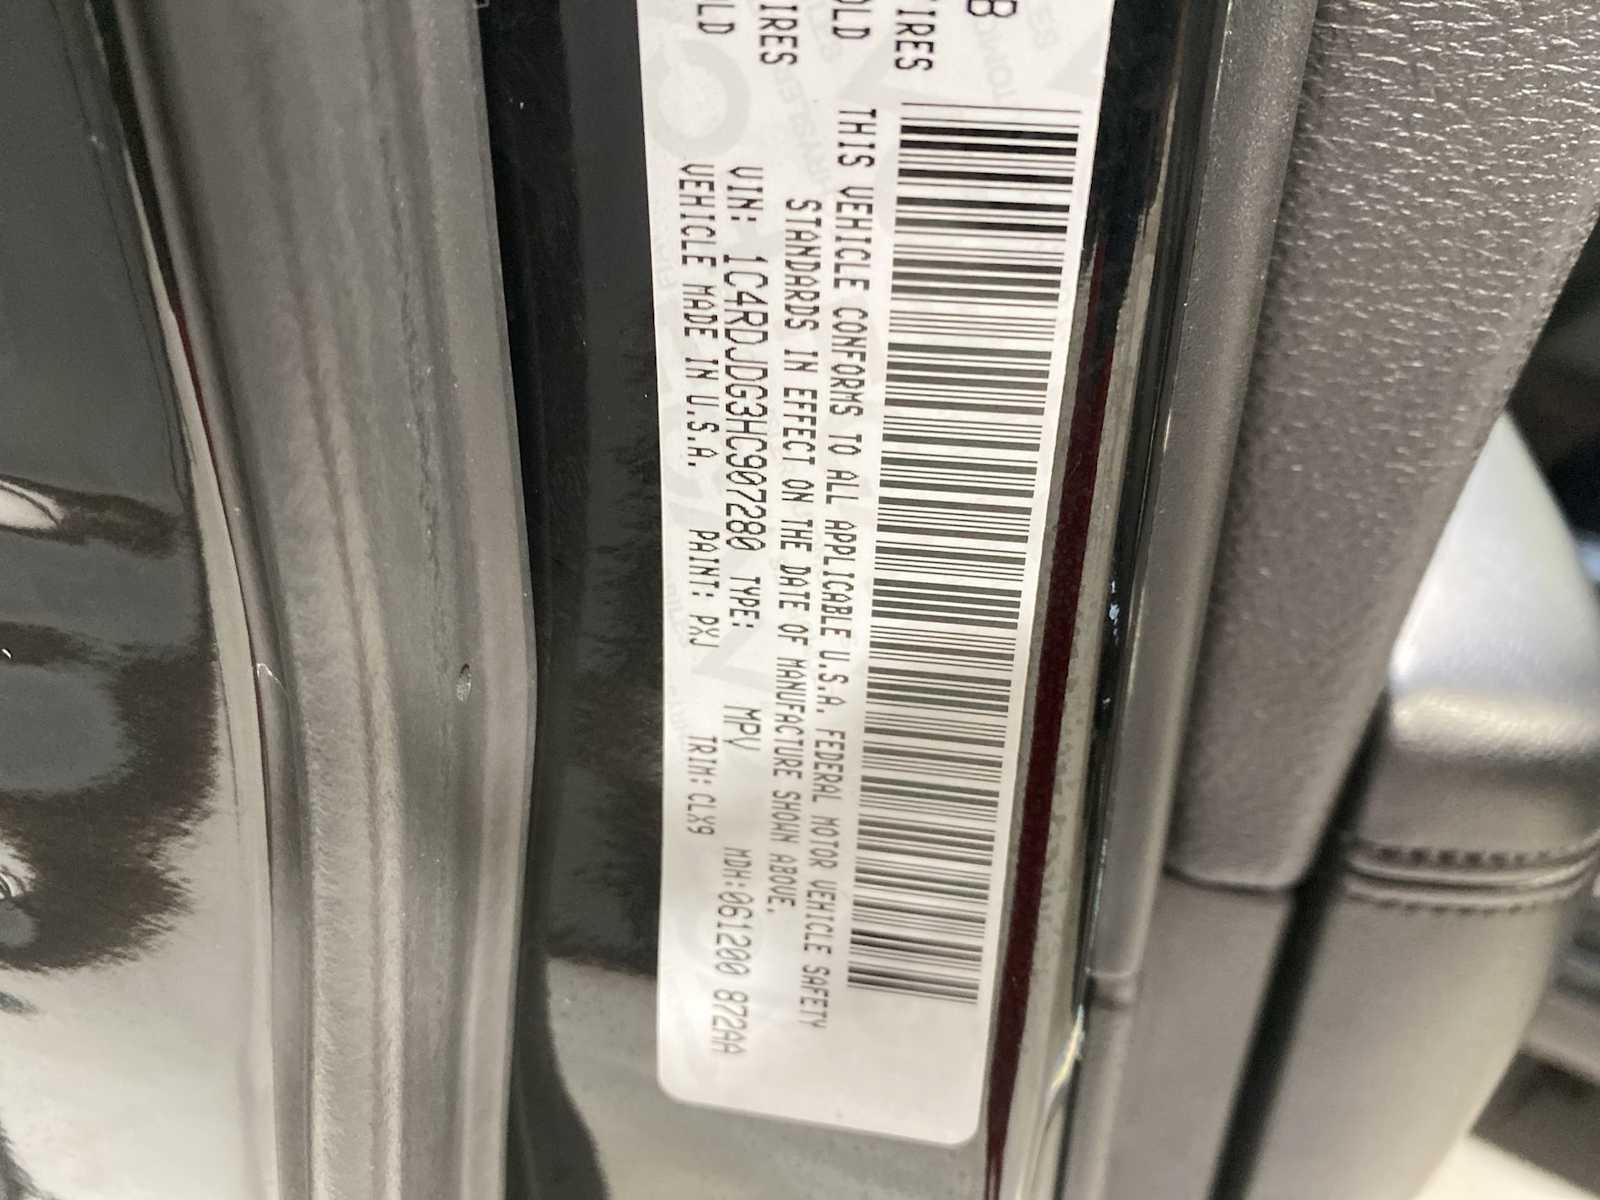 B
TIRES
OLD
IRES
LD
THIS VEHICLE CONFORMS TO ALL APPLICABLE U.S.A. FEDERAL MOTOR VEHICLE SAFETY
STANDARDS IN EFFECT ON THE DATE OF MANUFACTURE SHOWN ABOVE.
VIN: 1C4RDJDG3HC907280 TYPE: MPV MDH:061200 872AA
VEHICLE MADE IN U.S.A. PAINT: PXJ TRIM: CLX9